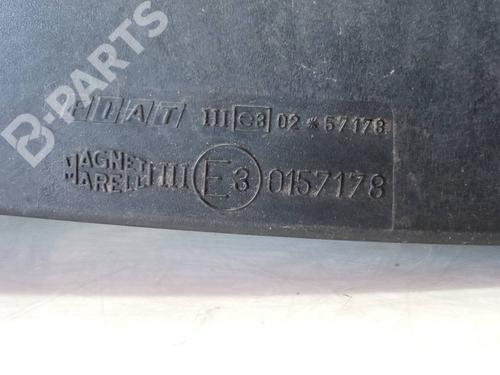 B-PARTS
FIAT III e3 02*57178
MAGNETI MARELLI III E3 0157178